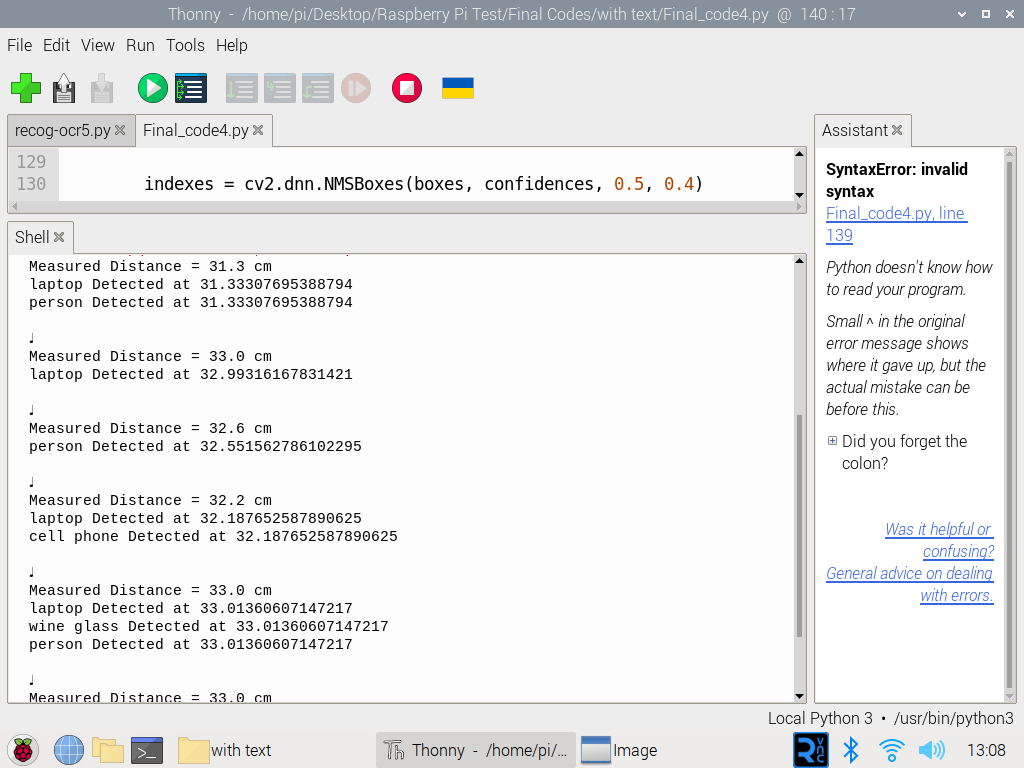 Thonny - /home/pi/Desktop/Raspberry Pi Test/Final Codes/with text/Final_code4.py @ 140 : 17
File Edit View Run Tools Help
recog-ocr5.py
Final_code4.py
129
130 indexes = cv2.dnn.NMSBoxes(boxes, confidences, 0.5, 0.4)
Shell
Measured Distance = 31.3 cm
laptop Detected at 31.33307695388794
person Detected at 31.33307695388794
♩
Measured Distance = 33.0 cm
laptop Detected at 32.99316167831421
♩
Measured Distance = 32.6 cm
person Detected at 32.551562786102295
♩
Measured Distance = 32.2 cm
laptop Detected at 32.187652587890625
cell phone Detected at 32.187652587890625
♩
Measured Distance = 33.0 cm
laptop Detected at 33.01360607147217
wine glass Detected at 33.01360607147217
person Detected at 33.01360607147217
♩
Measured Distance = 33.0 cm
Assistant
SyntaxError: invalid
syntax
Final_code4.py, line
139
Python doesn't know how
to read your program.
Small ^ in the original
error message shows
where it gave up, but the
actual mistake can be
before this.
Did you forget the
colon?
Was it helpful or
confusing?
General advice on dealing
with errors.
Local Python 3 • /usr/bin/python3
with text
Thonny - /home/pi/...
Image
13:08